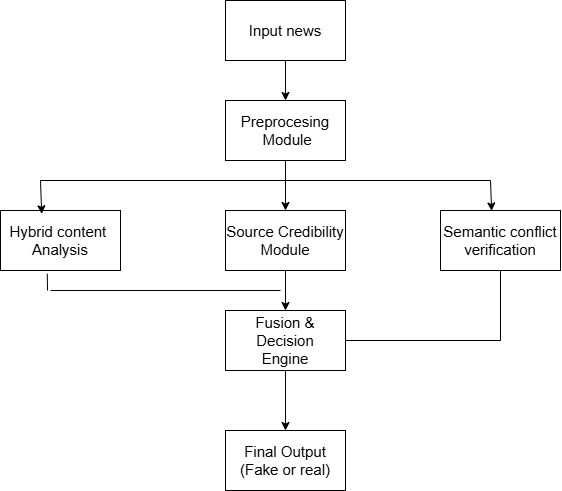 Input news
Preprocesing
Module
Hybrid content
Analysis
Source Credibility
Module
Semantic conflict
verification
Fusion &
Decision
Engine
Final Output
(Fake or real)